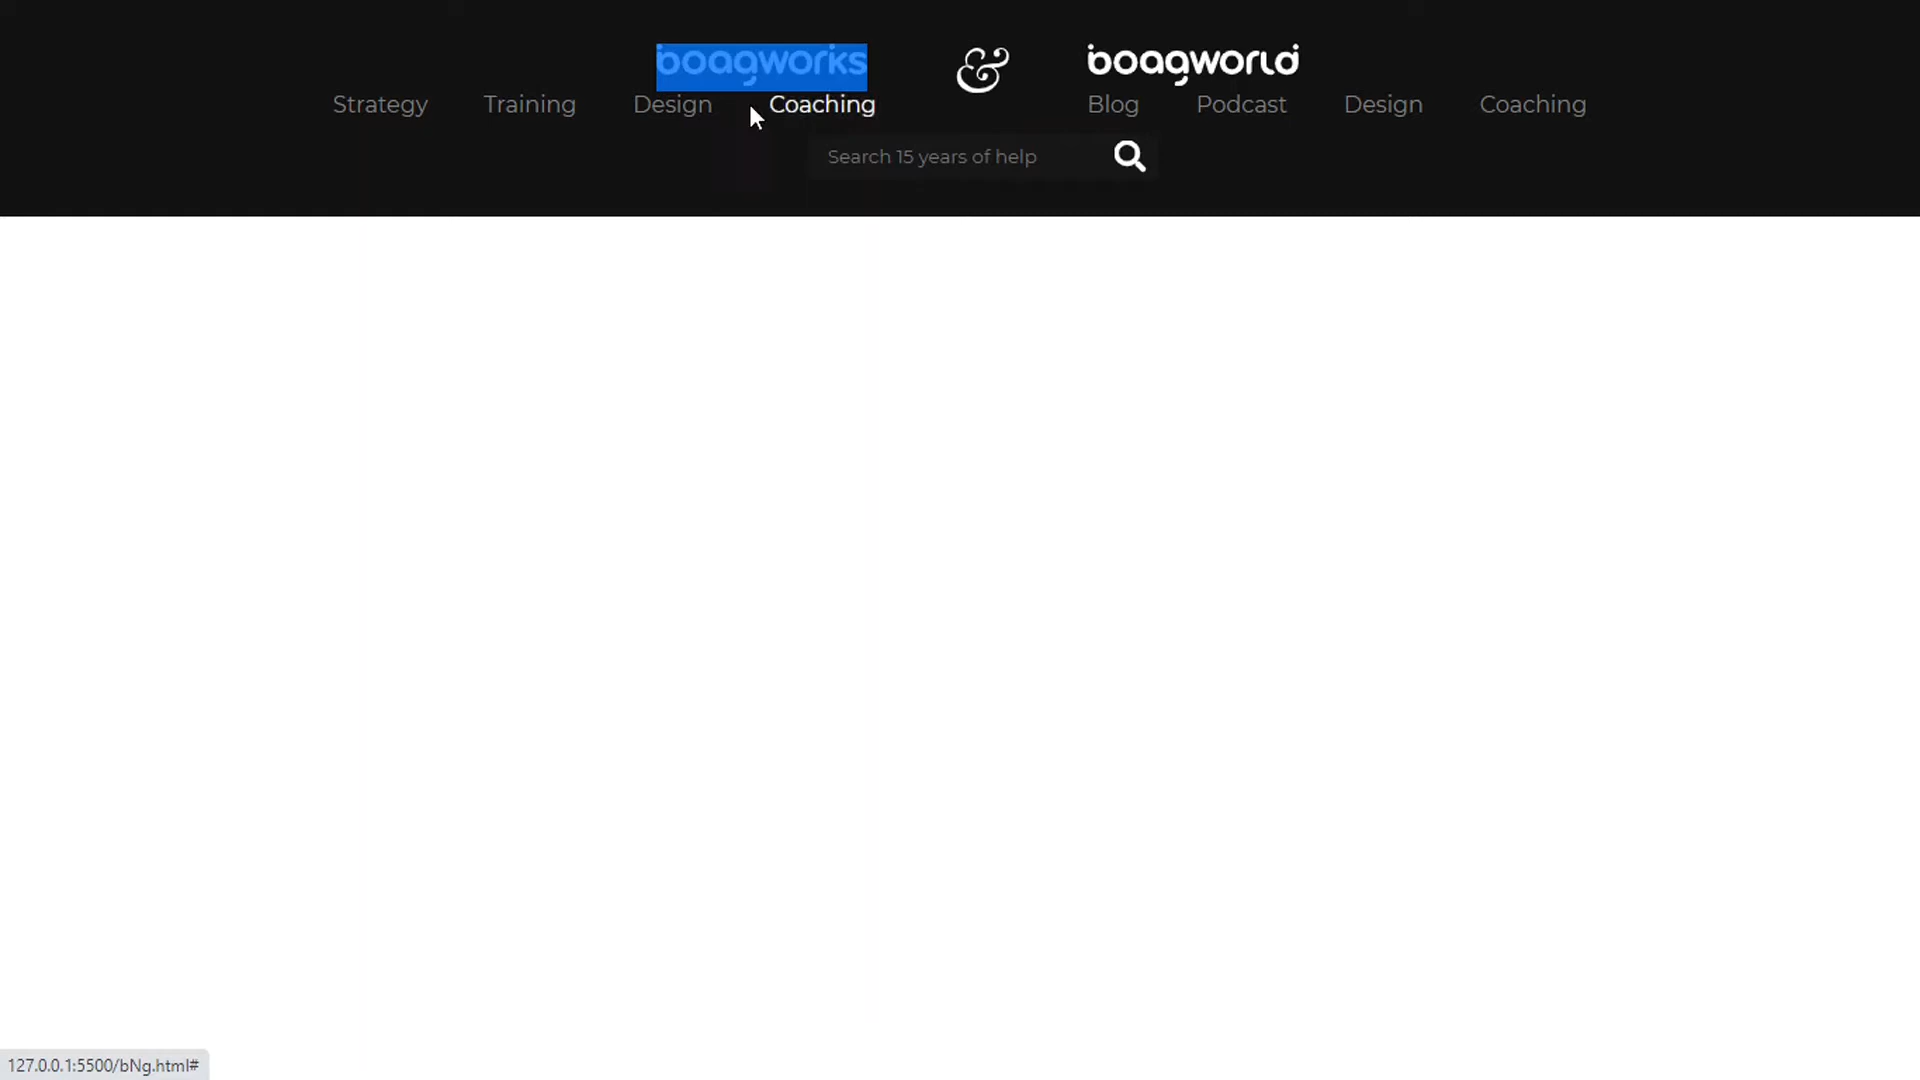 boagworks & boagworld
Strategy Training Design Coaching Blog Podcast Design Coaching
Search 15 years of help
127.0.0.1:5500/bNg.html#